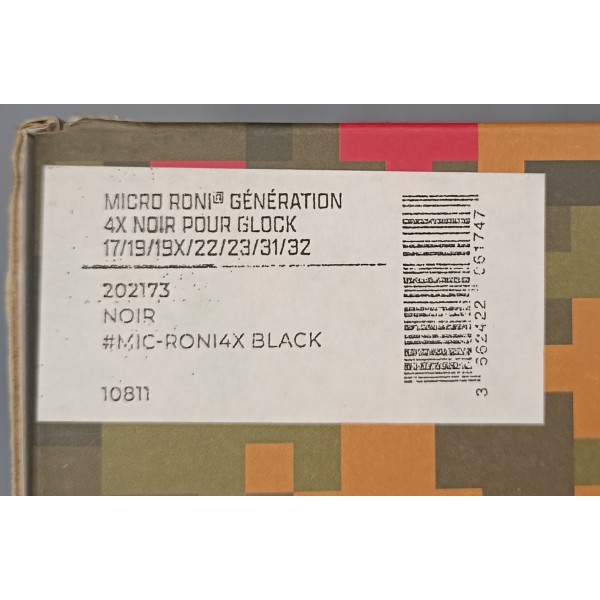 MICRO RONI® GÉNÉRATION
4X NOIR POUR GLOCK
17/19/19X/22/23/31/32
202173
NOIR
#MIC-RONI4X BLACK
10811
3 562422 061747